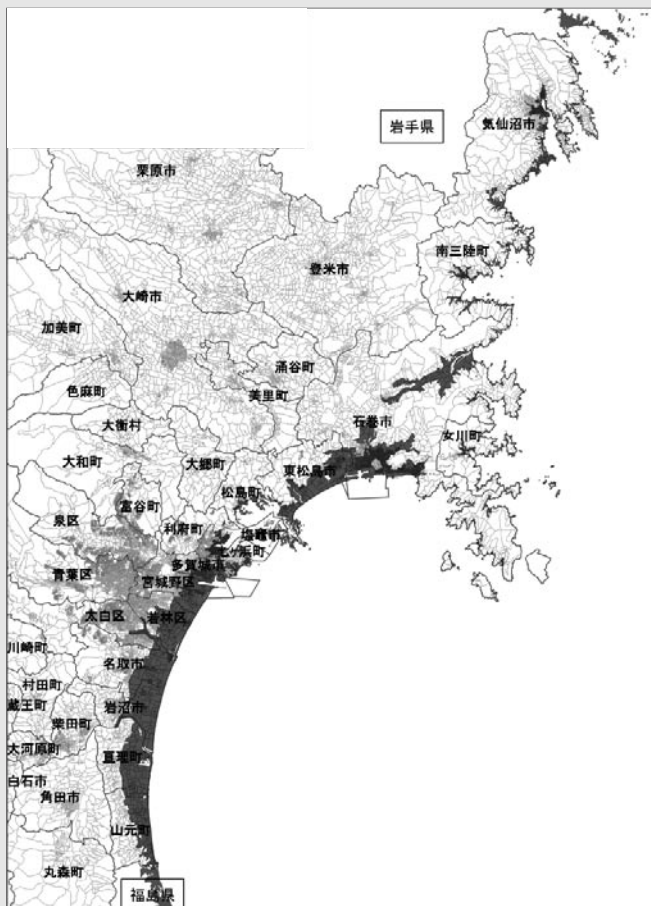 岩手県
気仙沼市
栗原市
南三陸町
登米市
大崎市
加美町
涌谷町
色麻町
美里町
大衡村
石巻市
女川町
大和町
大郷町
東松島市
松島町
富谷町
泉区
利府町
塩竈市
七ヶ浜町
多賀城市
青葉区
宮城野区
太白区
若林区
川崎町
名取市
村田町
蔵王町
岩沼市
柴田町
大河原町
亘理町
白石市
角田市
山元町
丸森町
福島県